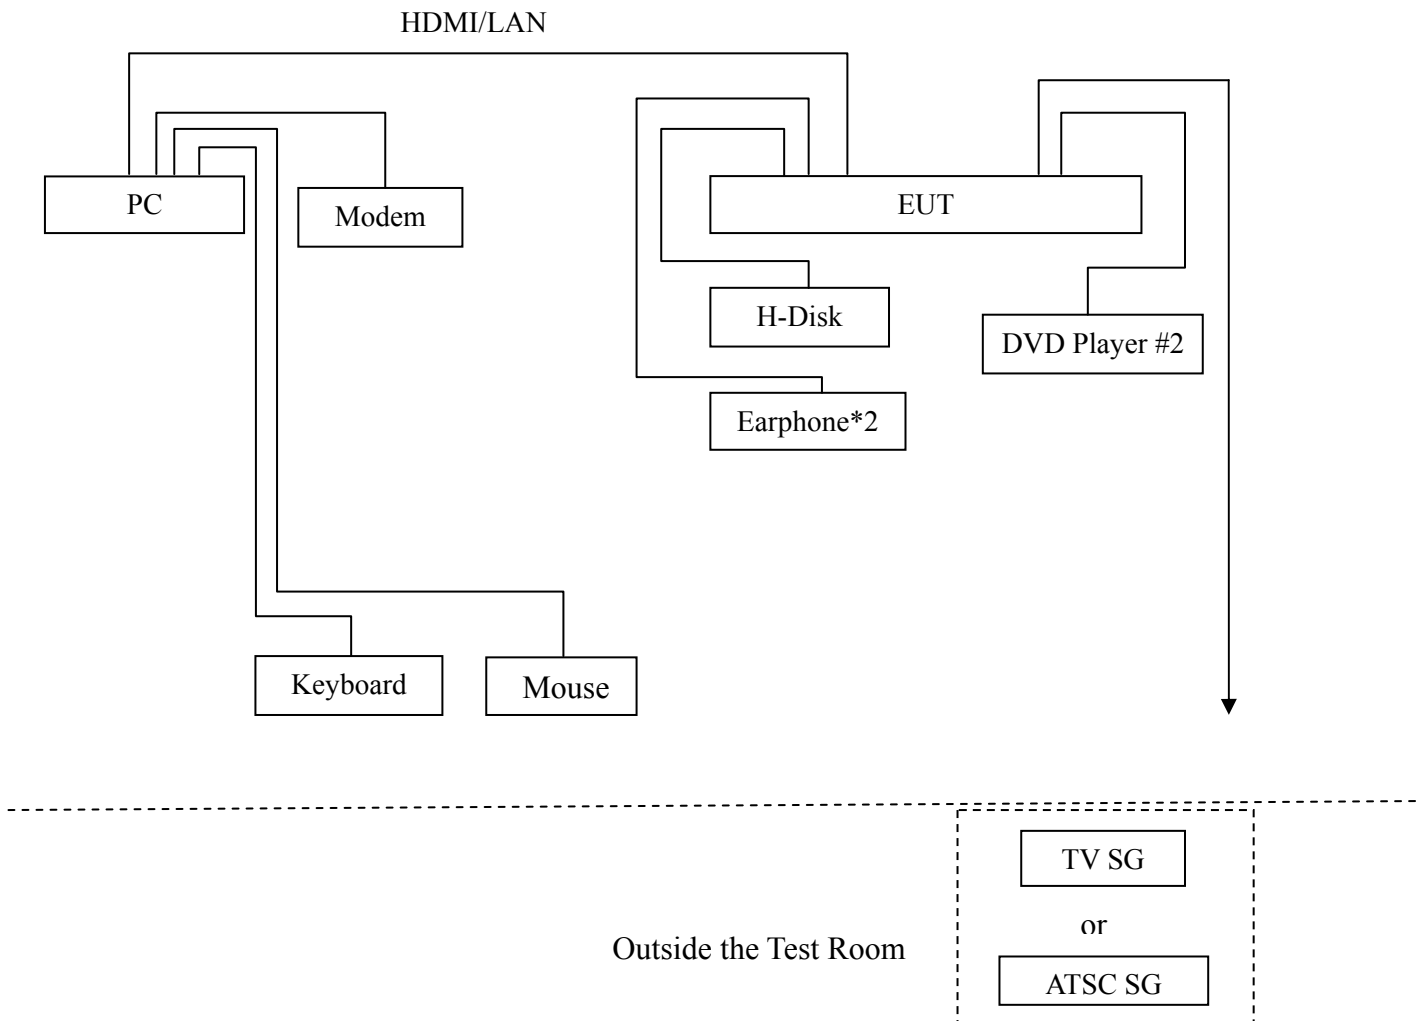 HDMI/LAN
PC
Modem
EUT
H-Disk
DVD Player #2
Earphone*2
Keyboard
Mouse
TV SG
or
Outside the Test Room
ATSC SG